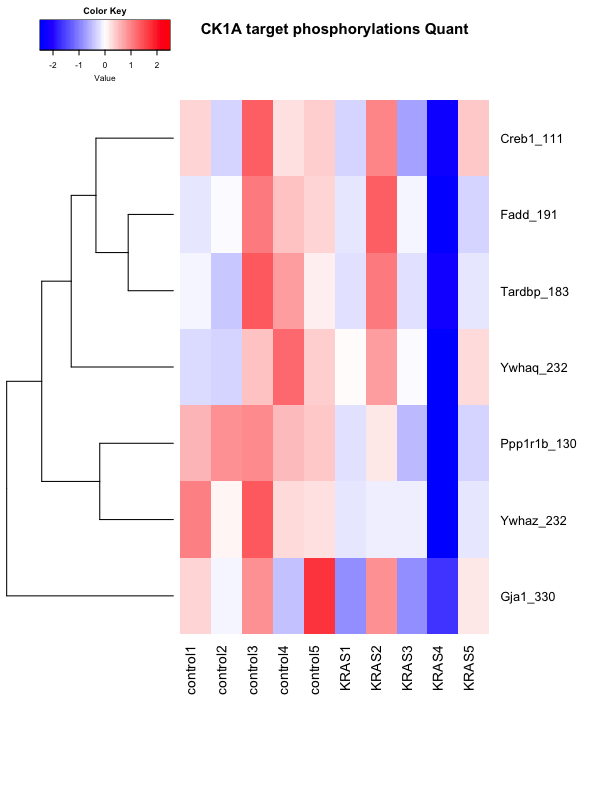 Color Key
CK1A target phosphorylations Quant
-2 -1 0 1 2
Value
Creb1_111
Fadd_191
Tardbp_183
Ywhaq_232
Ppp1r1b_130
Ywhaz_232
Gja1_330
control1 control2 control3 control4 control5 KRAS1 KRAS2 KRAS3 KRAS4 KRAS5